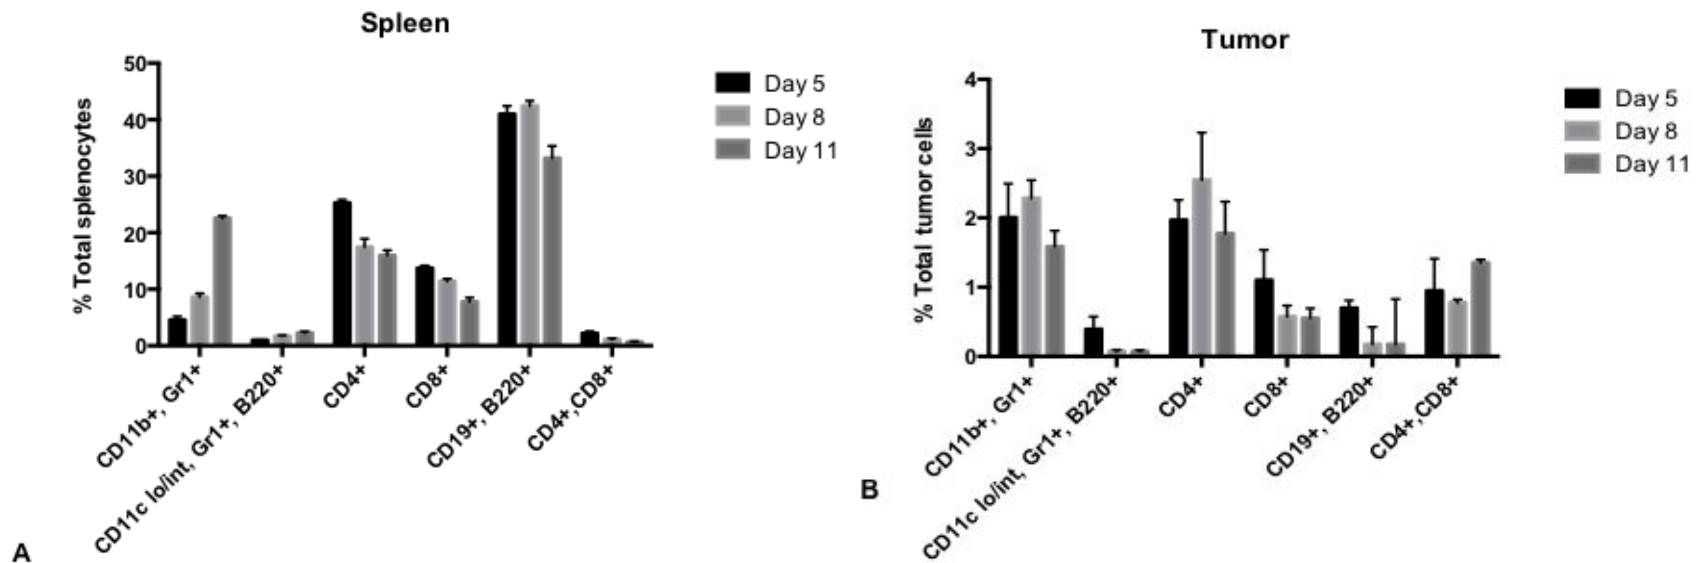 Spleen
% Total splenocytes
50
40
30
20
10
0
CD11b+, Gr1+
CD11c lo/int, Gr1+, B220+
CD4+
CD8+
CD19+, B220+
CD4+,CD8+
Day 5
Day 8
Day 11
A
Tumor
% Total tumor cells
4
3
2
1
0
CD11b+, Gr1+
CD11c lo/int, Gr1+, B220+
CD4+
CD8+
CD19+, B220+
CD4+,CD8+
Day 5
Day 8
Day 11
B